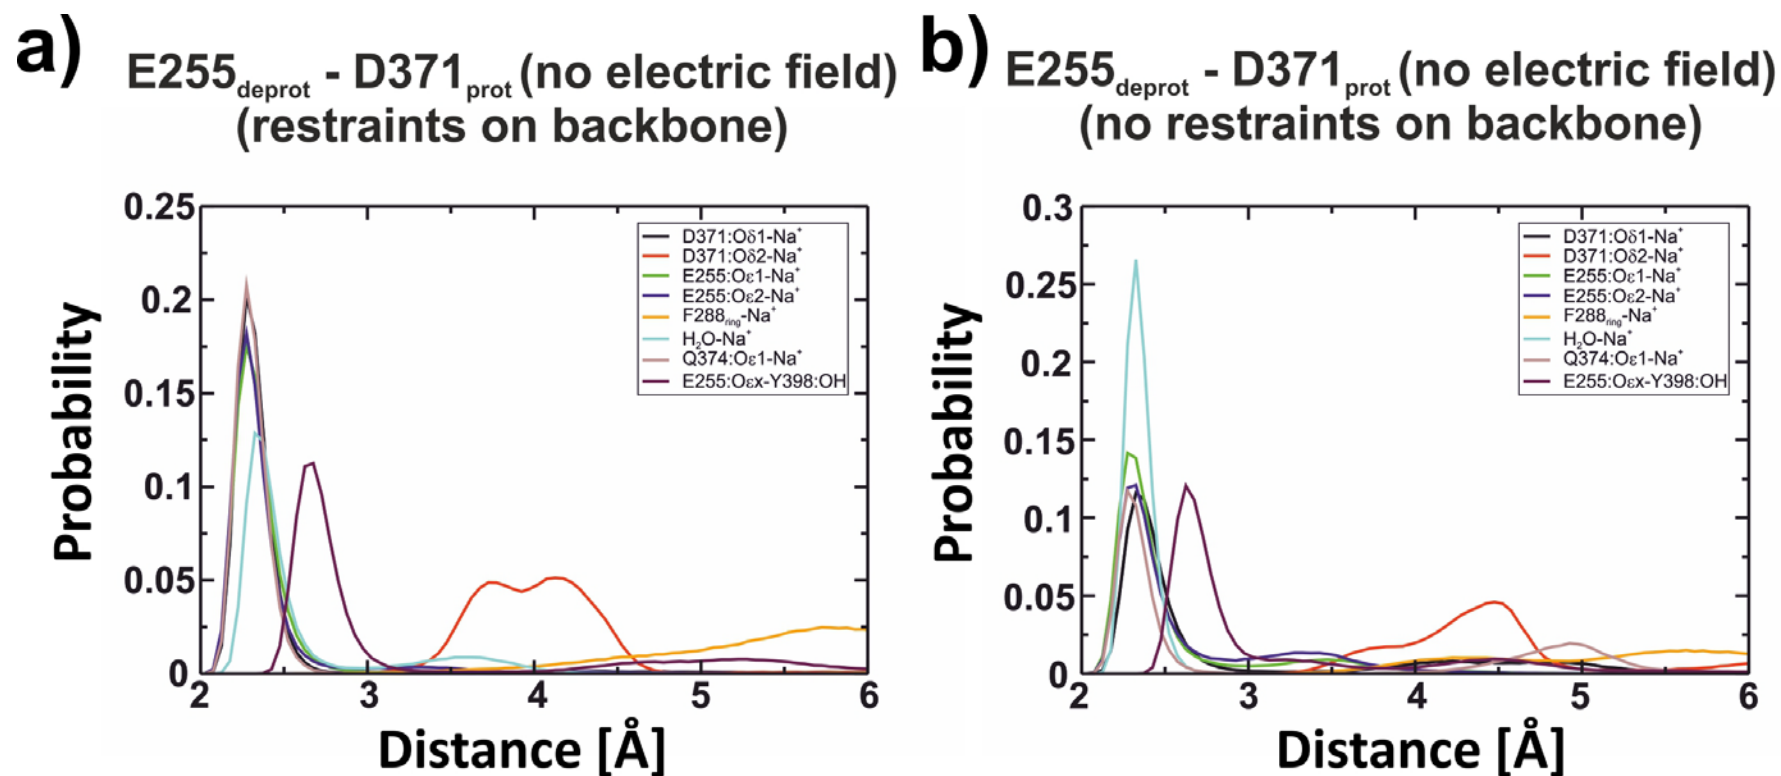 a)
E255deprot - D371prot (no electric field)
(restraints on backbone)
0.25
0.2
0.15
0.1
0.05
0
2
3
4
5
6
Probability
Distance [Å]
D371:Oδ1-Na⁺
D371:Oδ2-Na⁺
E255:Oε1-Na⁺
E255:Oε2-Na⁺
F288ring-Na⁺
H₂O-Na⁺
Q374:Oε1-Na⁺
E255:Oεx-Y398:OH
b)
E255deprot - D371prot (no electric field)
(no restraints on backbone)
0.3
0.25
0.2
0.15
0.1
0.05
0
2
3
4
5
6
Probability
Distance [Å]
D371:Oδ1-Na⁺
D371:Oδ2-Na⁺
E255:Oε1-Na⁺
E255:Oε2-Na⁺
F288ring-Na⁺
H₂O-Na⁺
Q374:Oε1-Na⁺
E255:Oεx-Y398:OH